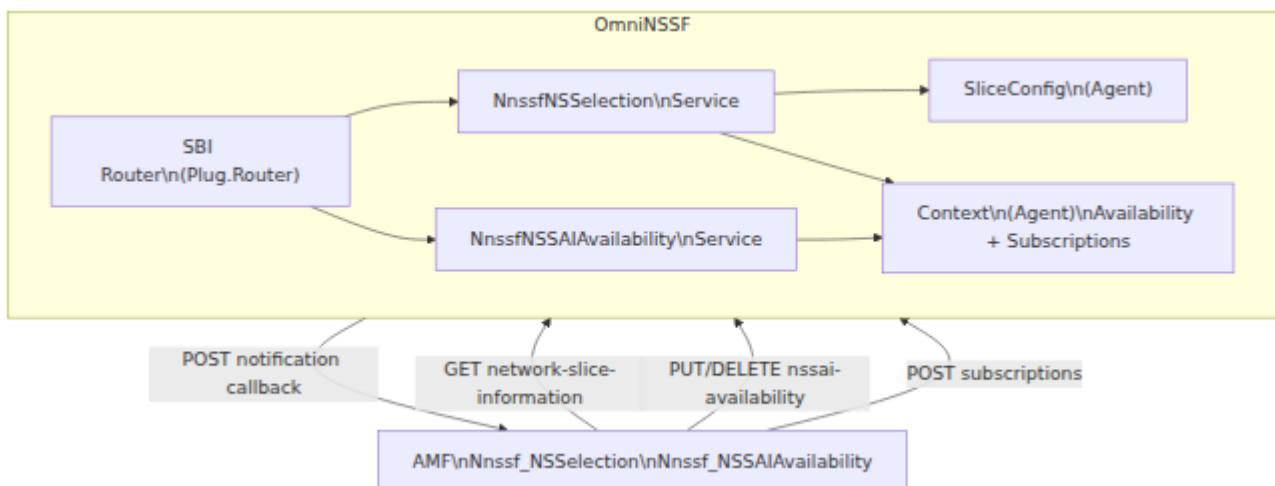 OmniNSSF
SBI
Router\n(Plug.Router)
NnssfNSSelection\nService
SliceConfig\n(Agent)
NnssfNSSAIAvailability\nService
Context\n(Agent)\nAvailability
+ Subscriptions
POST notification
callback
GET network-slice-
information
PUT/DELETE nssai-
availability
POST subscriptions
AMF\nNnssf_NSSelection\nNnssf_NSSAIAvailability